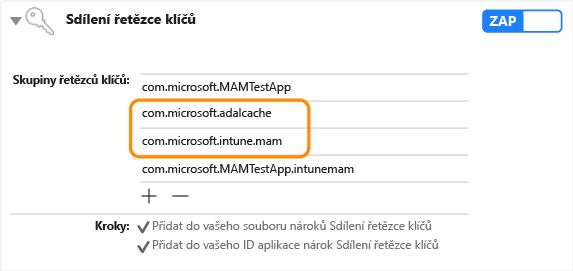 Sdílení řetězce klíčů
ZAP
Skupiny řetězců klíčů:
com.microsoft.MAMTestApp
com.microsoft.adalcache
com.microsoft.intune.mam
com.microsoft.MAMTestApp.intunemam
Kroky: Přidat do vašeho souboru nároků Sdílení řetězce klíčů
Přidat do vašeho ID aplikace nárok Sdílení řetězce klíčů